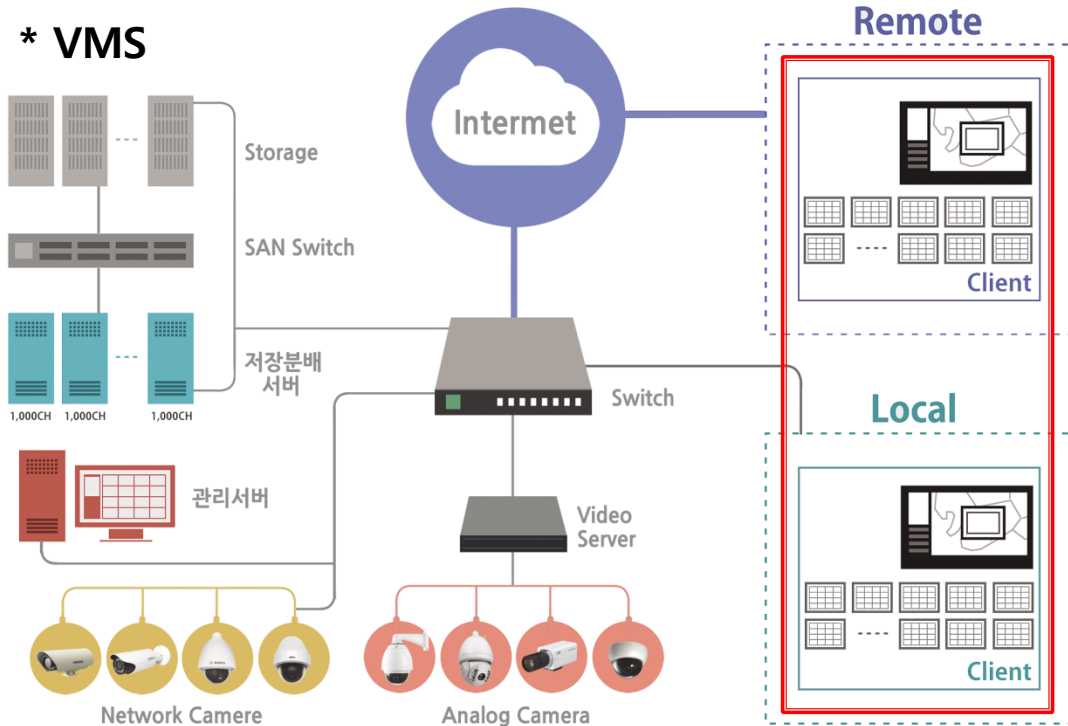 * VMS
Remote
Intermet
Storage
SAN Switch
Client
저장분배
서버
1,000CH 1,000CH 1,000CH
Switch
Local
관리서버
Video
Server
Client
Network Camere
Analog Camera